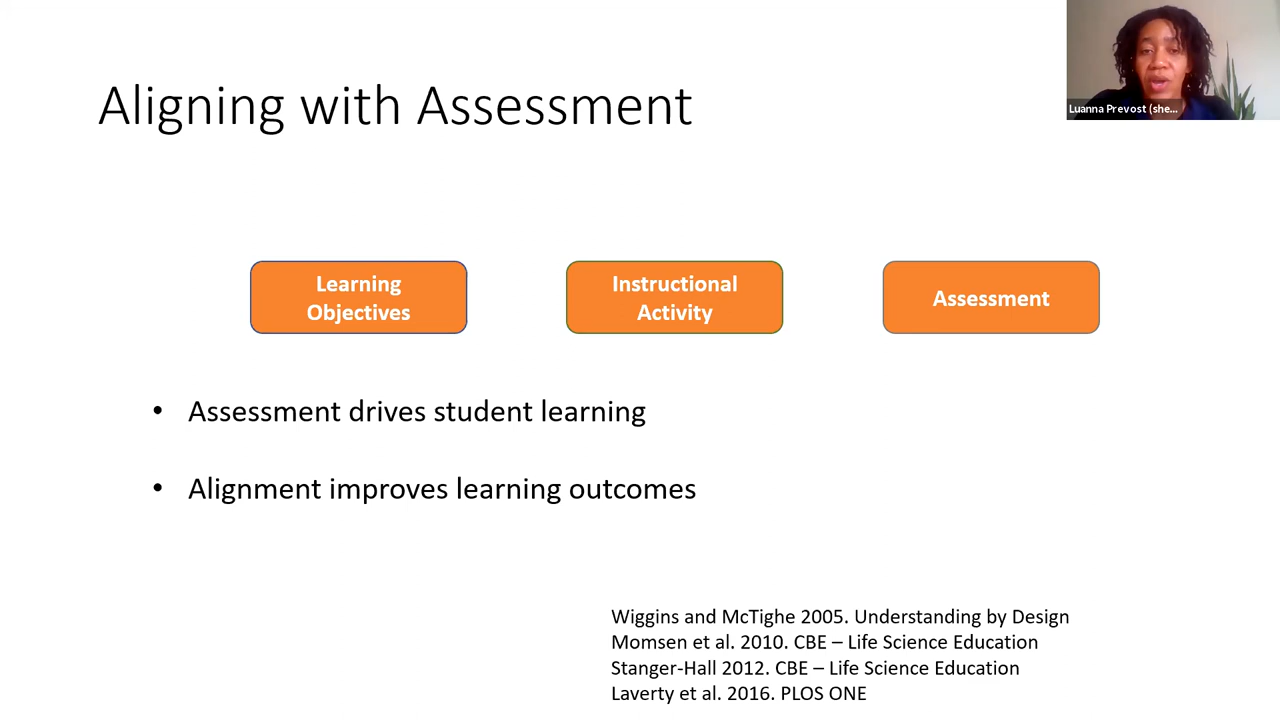 Aligning with Assessment
Luanna Prevost (she...
Learning
Objectives
Instructional
Activity
Assessment
• Assessment drives student learning
• Alignment improves learning outcomes
Wiggins and McTighe 2005. Understanding by Design
Momsen et al. 2010. CBE – Life Science Education
Stanger-Hall 2012. CBE – Life Science Education
Laverty et al. 2016. PLOS ONE